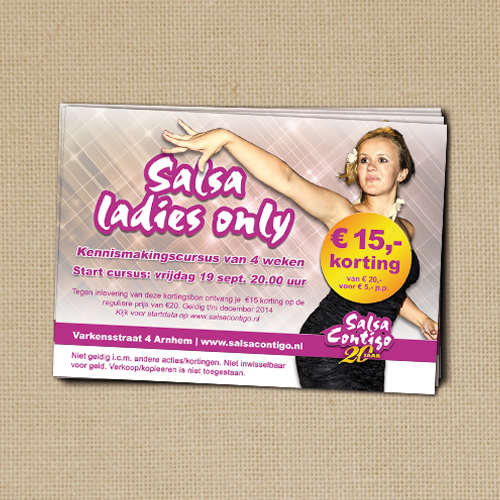 Salsa
ladies only
Kennismakingscursus van 4 weken
Start cursus: vrijdag 19 sept. 20.00 uur
Tegen inlevering van deze kortingsbon ontvang je €15 korting op de
reguliere prijs van €20. Geldig t/m december 2014
Kijk voor startdata op www.salsacontigo.nl
€ 15,-
korting
van € 20,-
voor € 5,- p.p.
Varkensstraat 4 Arnhem | www.salsacontigo.nl
Salsa
Contigo
20 JAAR
Niet geldig i.c.m. andere acties/kortingen. Niet inwisselbaar
voor geld. Verkoop/kopieëren is niet toegestaan.